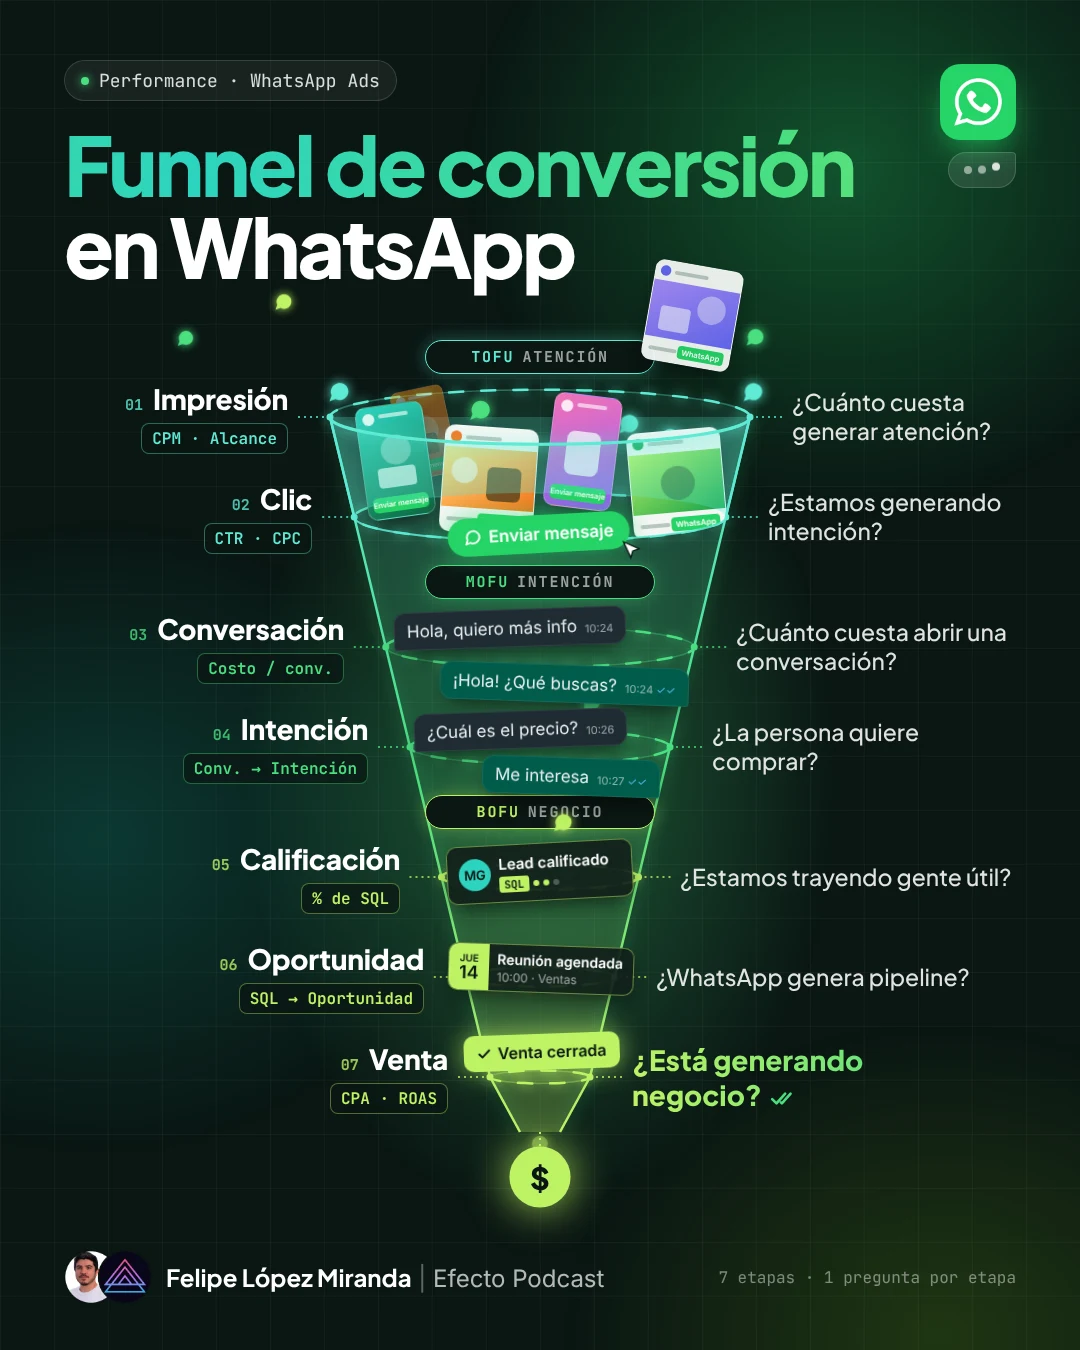 Performance · WhatsApp Ads
Funnel de conversión
en WhatsApp
WhatsApp
TOFU ATENCIÓN
01 Impresión
CPM · Alcance
¿Cuánto cuesta
generar atención?
Enviar mensaje
Enviar mensaje
WhatsApp
02 Clic
CTR · CPC
¿Estamos generando
intención?
Enviar mensaje
MOFU INTENCIÓN
03 Conversación
Costo / conv.
Hola, quiero más info 10:24
¡Hola! ¿Qué buscas? 10:24
¿Cuánto cuesta abrir una
conversación?
04 Intención
Conv. → Intención
¿Cuál es el precio? 10:26
Me interesa 10:27
¿La persona quiere
comprar?
BOFU NEGOCIO
05 Calificación
% de SQL
MG
Lead calificado
SQL
¿Estamos trayendo gente útil?
06 Oportunidad
SQL → Oportunidad
JUE
14
Reunión agendada
10:00 · Ventas
¿WhatsApp genera pipeline?
07 Venta
CPA · ROAS
Venta cerrada
¿Está generando
negocio?
$
Felipe López Miranda | Efecto Podcast
7 etapas · 1 pregunta por etapa